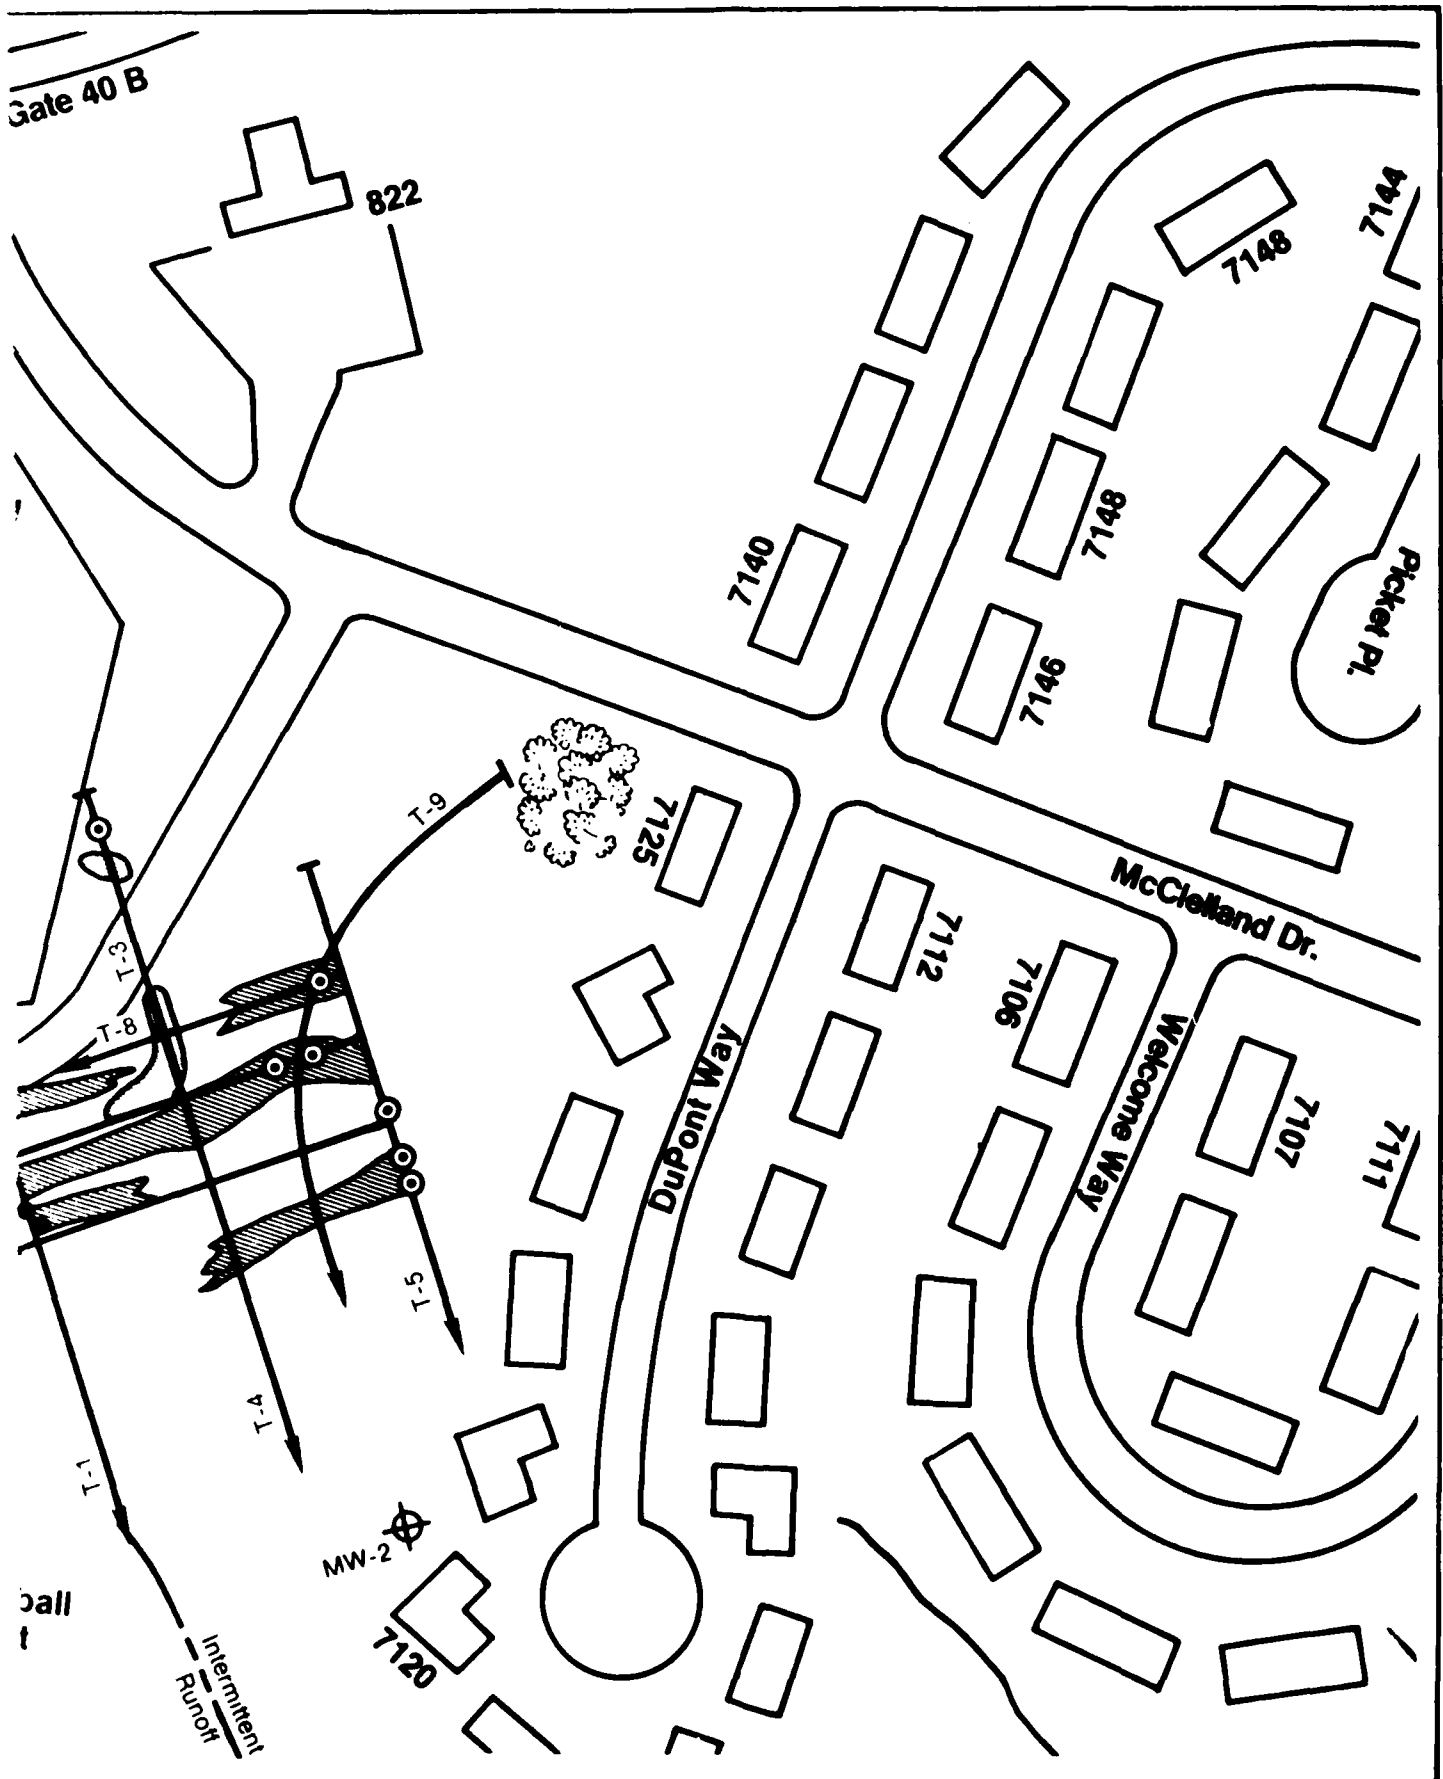 Gate 40 B
822
7144
7148
7148
7140
Picket Pl.
7146
T-9
7125
McClelland Dr.
7112
T-3
7106
T-8
Welcome Way
DuPont Way
7107
7111
T-5
T-4
T-1
MW-2
ball
t
7120
Intermittent
Runoff